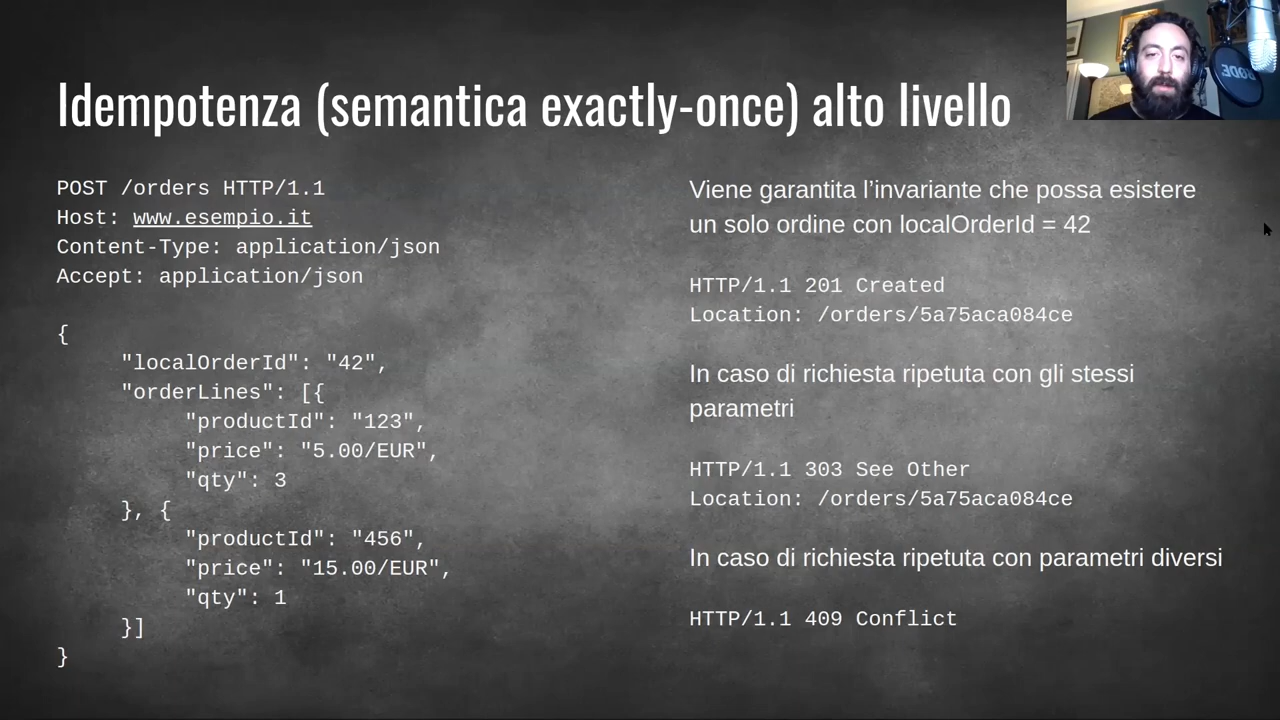 Idempotenza (semantica exactly-once) alto livello
POST /orders HTTP/1.1
Host: www.esempio.it
Content-Type: application/json
Accept: application/json
{
"localOrderId": "42",
"orderLines": [{
"productId": "123",
"price": "5.00/EUR",
"qty": 3
}, {
"productId": "456",
"price": "15.00/EUR",
"qty": 1
}]
}
Viene garantita l’invariante che possa esistere
un solo ordine con localOrderId = 42
HTTP/1.1 201 Created
Location: /orders/5a75aca084ce
In caso di richiesta ripetuta con gli stessi
parametri
HTTP/1.1 303 See Other
Location: /orders/5a75aca084ce
In caso di richiesta ripetuta con parametri diversi
HTTP/1.1 409 Conflict
RODE